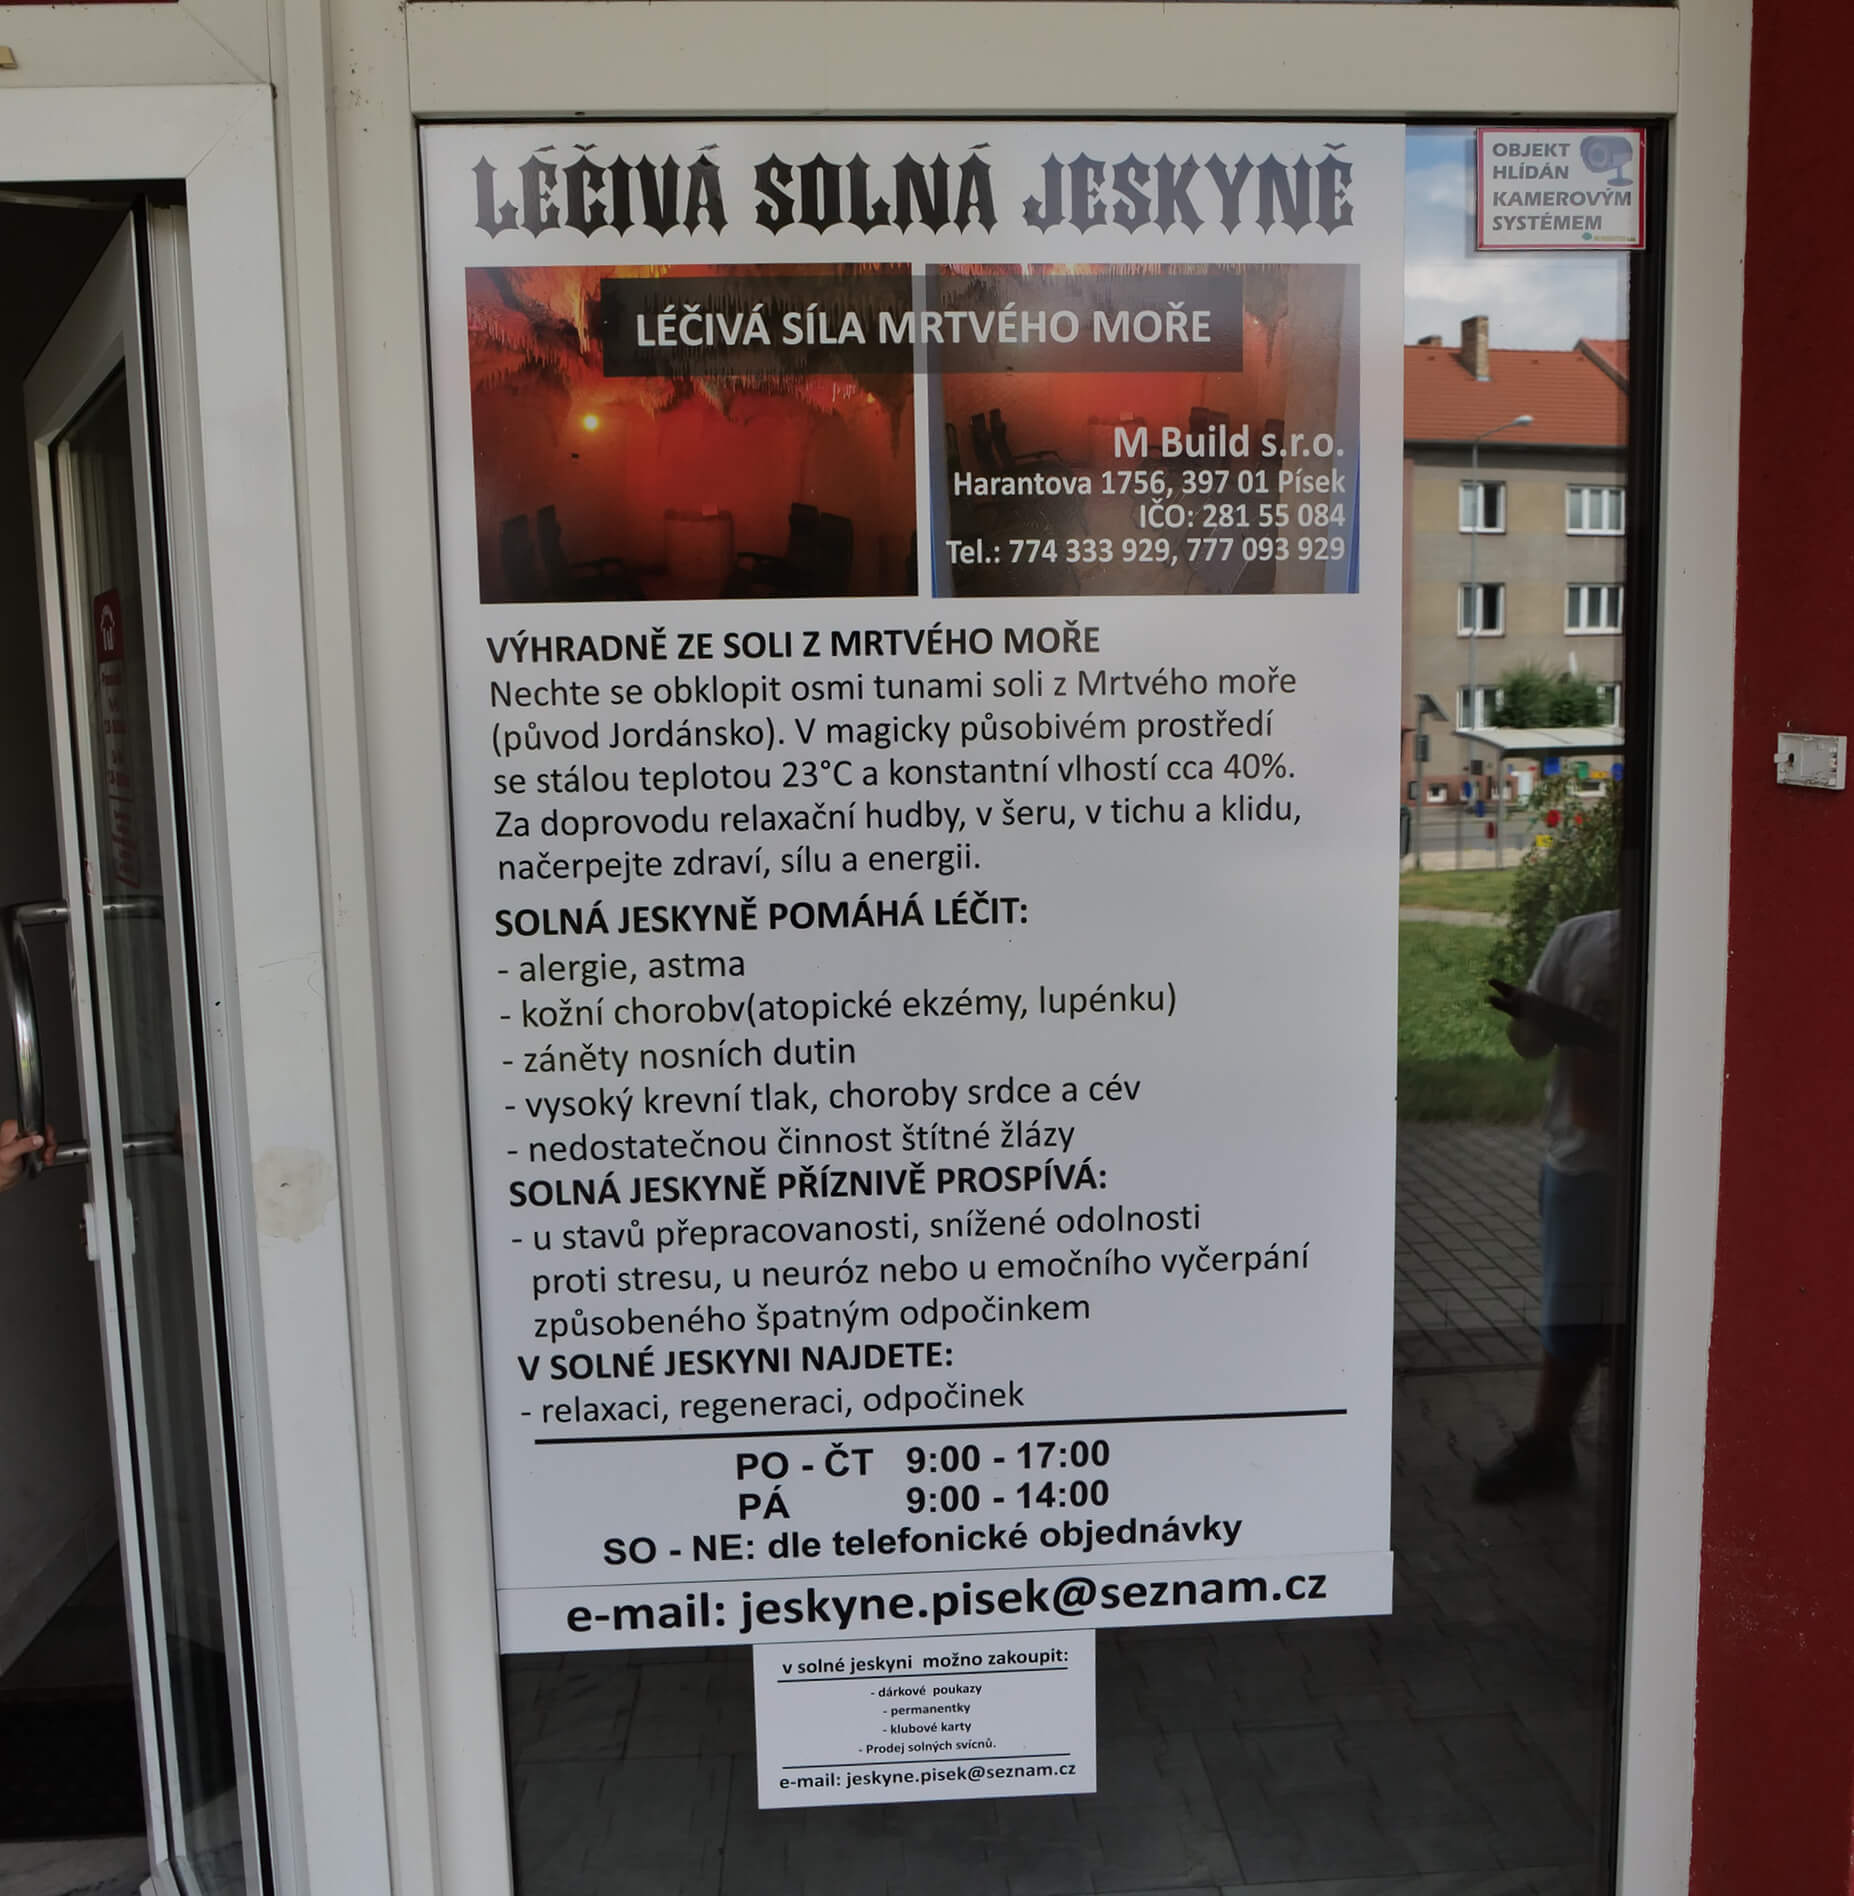 LÉČIVÁ SOLNÁ JESKYNĚ
LÉČIVÁ SÍLA MRTVÉHO MOŘE
M Build s.r.o.
Harantova 1756, 397 01 Písek
IČO: 281 55 084
Tel.: 774 333 929, 777 093 929
VÝHRADNĚ ZE SOLI Z MRTVÉHO MOŘE
Nechte se obklopit osmi tunami soli z Mrtvého moře
(původ Jordánsko). V magicky působivém prostředí
se stálou teplotou 23°C a konstantní vlhostí cca 40%.
Za doprovodu relaxační hudby, v šeru, v tichu a klidu,
načerpejte zdraví, sílu a energii.
SOLNÁ JESKYNĚ POMÁHÁ LÉČIT:
- alergie, astma
- kožní chorobv(atopické ekzémy, lupénku)
- záněty nosních dutin
- vysoký krevní tlak, choroby srdce a cév
- nedostatečnou činnost štítné žlázy
SOLNÁ JESKYNĚ PŘÍZNIVĚ PROSPÍVÁ:
- u stavů přepracovanosti, snížené odolnosti
proti stresu, u neuróz nebo u emočního vyčerpání
způsobeného špatným odpočinkem
V SOLNÉ JESKYNI NAJDETE:
- relaxaci, regeneraci, odpočinek
PO - ČT 9:00 - 17:00
PÁ 9:00 - 14:00
SO - NE: dle telefonické objednávky
e-mail: jeskyne.pisek@seznam.cz
v solné jeskyni možno zakoupit:
- dárkové poukazy
- permanentky
- klubové karty
- Prodej solných svícnů.
e-mail: jeskyne.pisek@seznam.cz
OBJEKT
HLÍDÁN
KAMEROVÝM
SYSTÉMEM